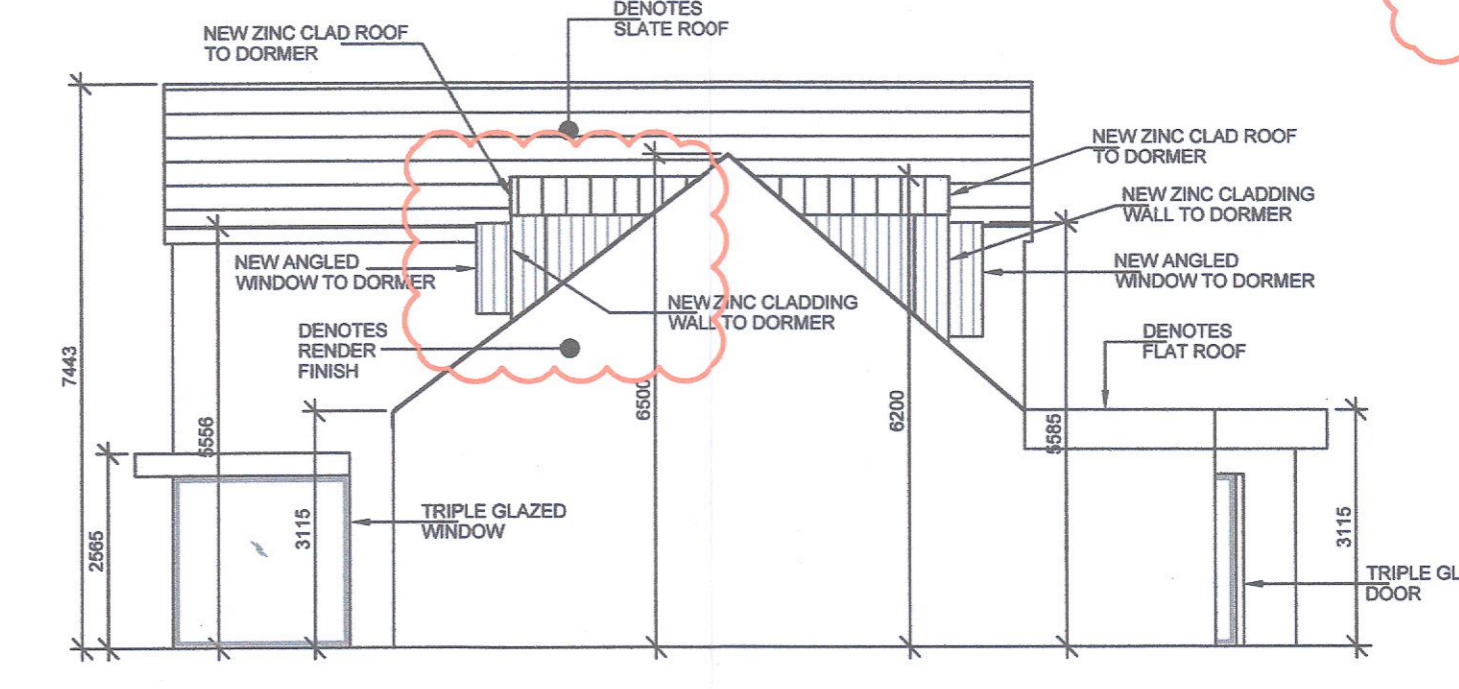 DENOTES
SLATE ROOF
NEW ZINC CLAD ROOF
TO DORMER
NEW ZINC CLAD ROOF
TO DORMER
NEW ZINC CLADDING
WALL TO DORMER
NEW ANGLED
WINDOW TO DORMER
NEW ANGLED
WINDOW TO DORMER
NEW ZINC CLADDING
WALL TO DORMER
DENOTES
RENDER
FINISH
DENOTES
FLAT ROOF
7443
5556
2565
3115
6500
6200
5585
3115
TRIPLE GLAZED
WINDOW
TRIPLE GL
DOOR